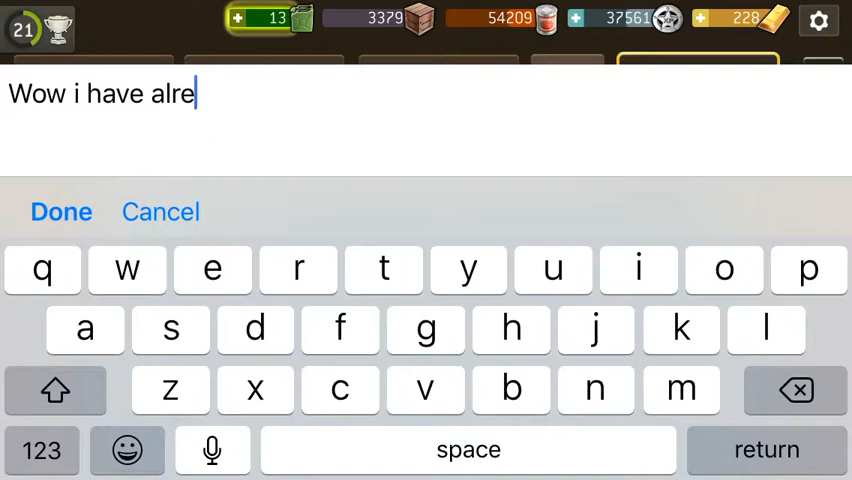 21 13 3379 54209 37561 228
Wow i have alre
Done Cancel
q w e r t y u i o p
a s d f g h j k l
z x c v b n m
123 space return